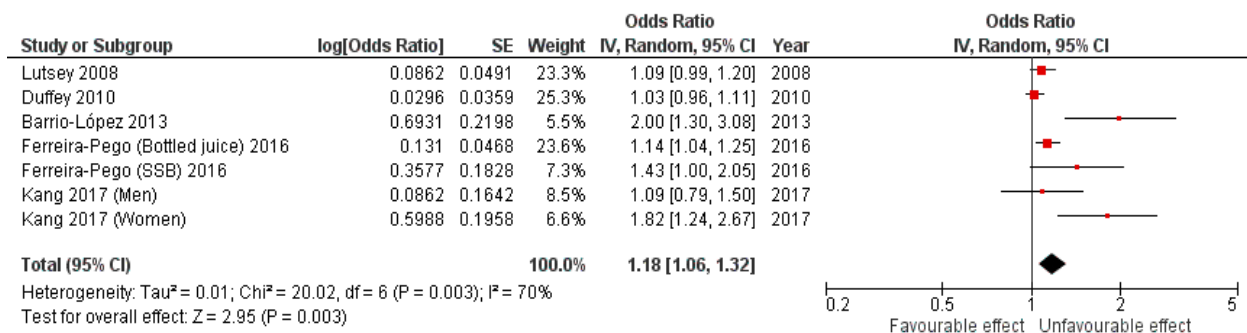 Odds Ratio Odds Ratio
Study or Subgroup log[Odds Ratio] SE Weight IV, Random, 95% CI Year IV, Random, 95% CI
Lutsey 2008 0.0862 0.0491 23.3% 1.09 [0.99, 1.20] 2008
Duffey 2010 0.0296 0.0359 25.3% 1.03 [0.96, 1.11] 2010
Barrio-López 2013 0.6931 0.2198 5.5% 2.00 [1.30, 3.08] 2013
Ferreira-Pego (Bottled juice) 2016 0.131 0.0468 23.6% 1.14 [1.04, 1.25] 2016
Ferreira-Pego (SSB) 2016 0.3577 0.1828 7.3% 1.43 [1.00, 2.05] 2016
Kang 2017 (Men) 0.0862 0.1642 8.5% 1.09 [0.79, 1.50] 2017
Kang 2017 (Women) 0.5988 0.1958 6.6% 1.82 [1.24, 2.67] 2017
Total (95% CI) 100.0% 1.18 [1.06, 1.32]
Heterogeneity: Tau² = 0.01; Chi² = 20.02, df = 6 (P = 0.003); I² = 70%
Test for overall effect: Z = 2.95 (P = 0.003)
0.2 0.5 1 2 5
Favourable effect Unfavourable effect